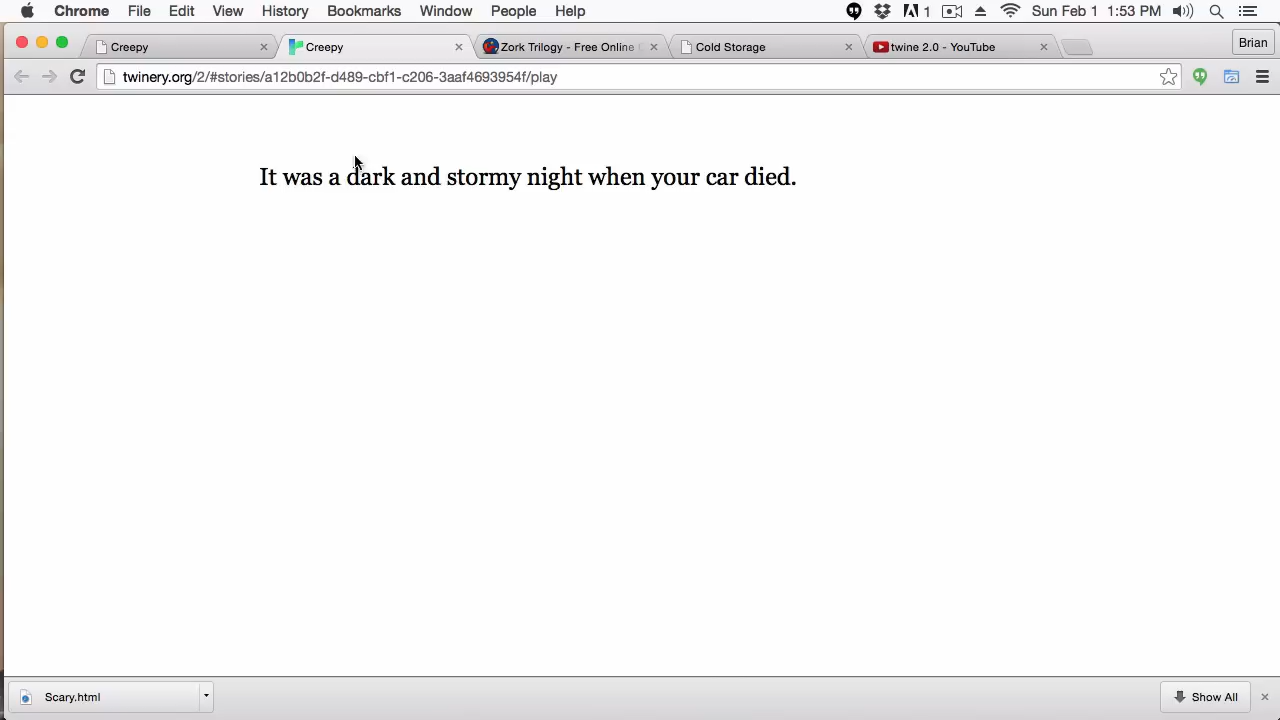 Chrome File Edit View History Bookmarks Window People Help 1 Sun Feb 1 1:53 PM
Creepy Creepy Zork Trilogy - Free Online Cold Storage twine 2.0 - YouTube Brian
twinery.org/2/#stories/a12b0b2f-d489-cbf1-c206-3aaf4693954f/play
It was a dark and stormy night when your car died.
Scary.html Show All